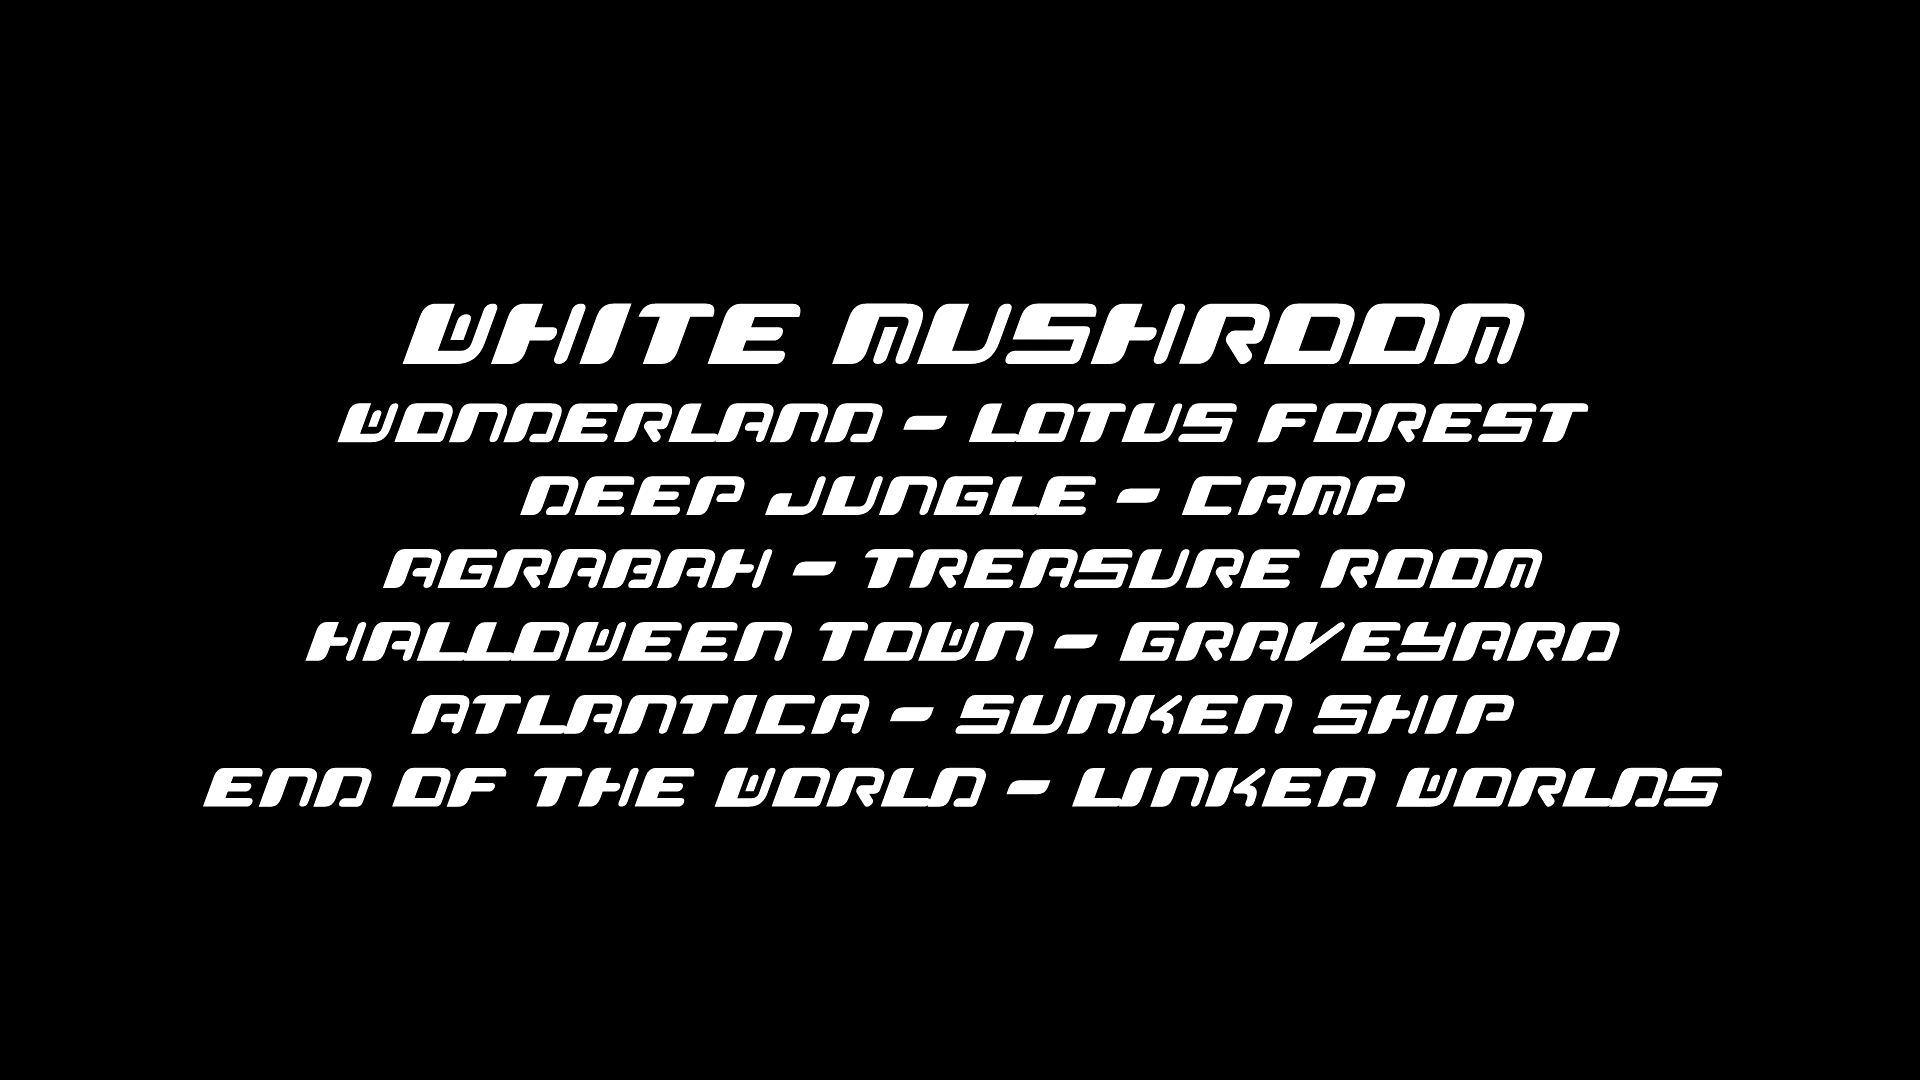 WHITE MUSHROOM
WONDERLAND - LOTUS FOREST
DEEP JUNGLE - CAMP
AGRABAH - TREASURE ROOM
HALLOWEEN TOWN - GRAVEYARD
ATLANTICA - SUNKEN SHIP
END OF THE WORLD - LINKED WORLDS